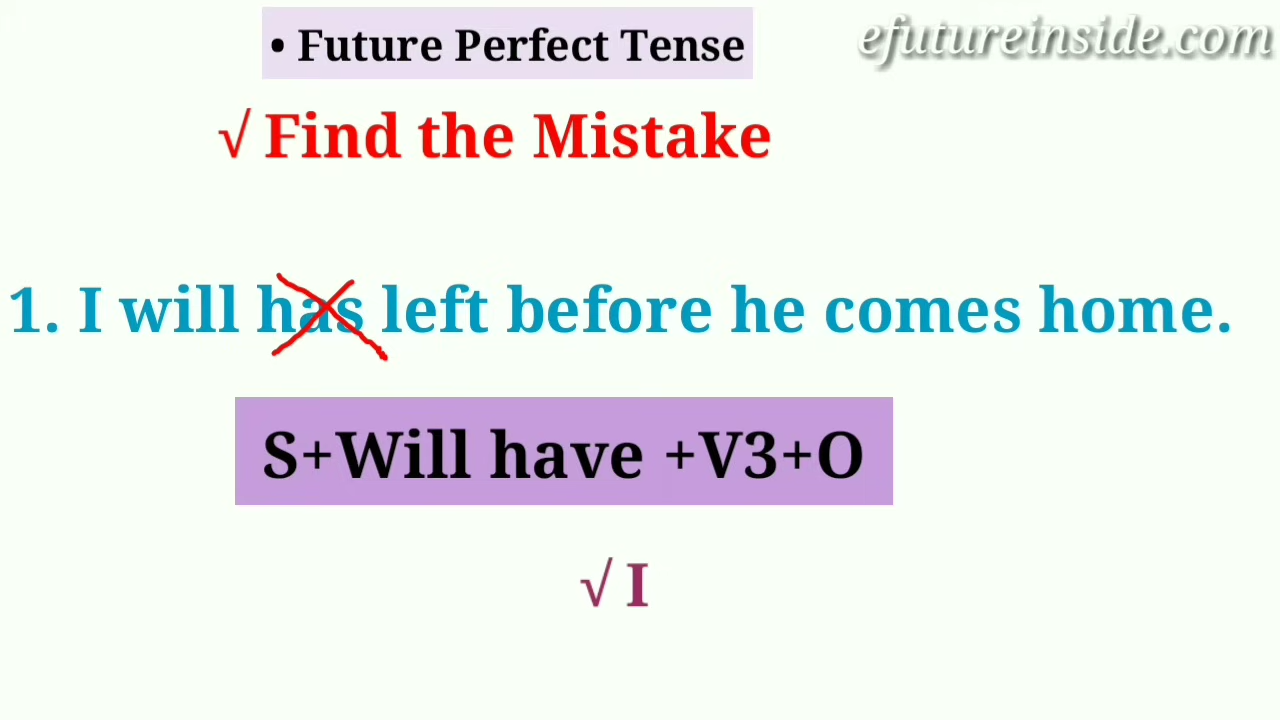 • Future Perfect Tense
efutureinside.com
√ Find the Mistake
1. I will has left before he comes home.
S+Will have +V3+O
√ I